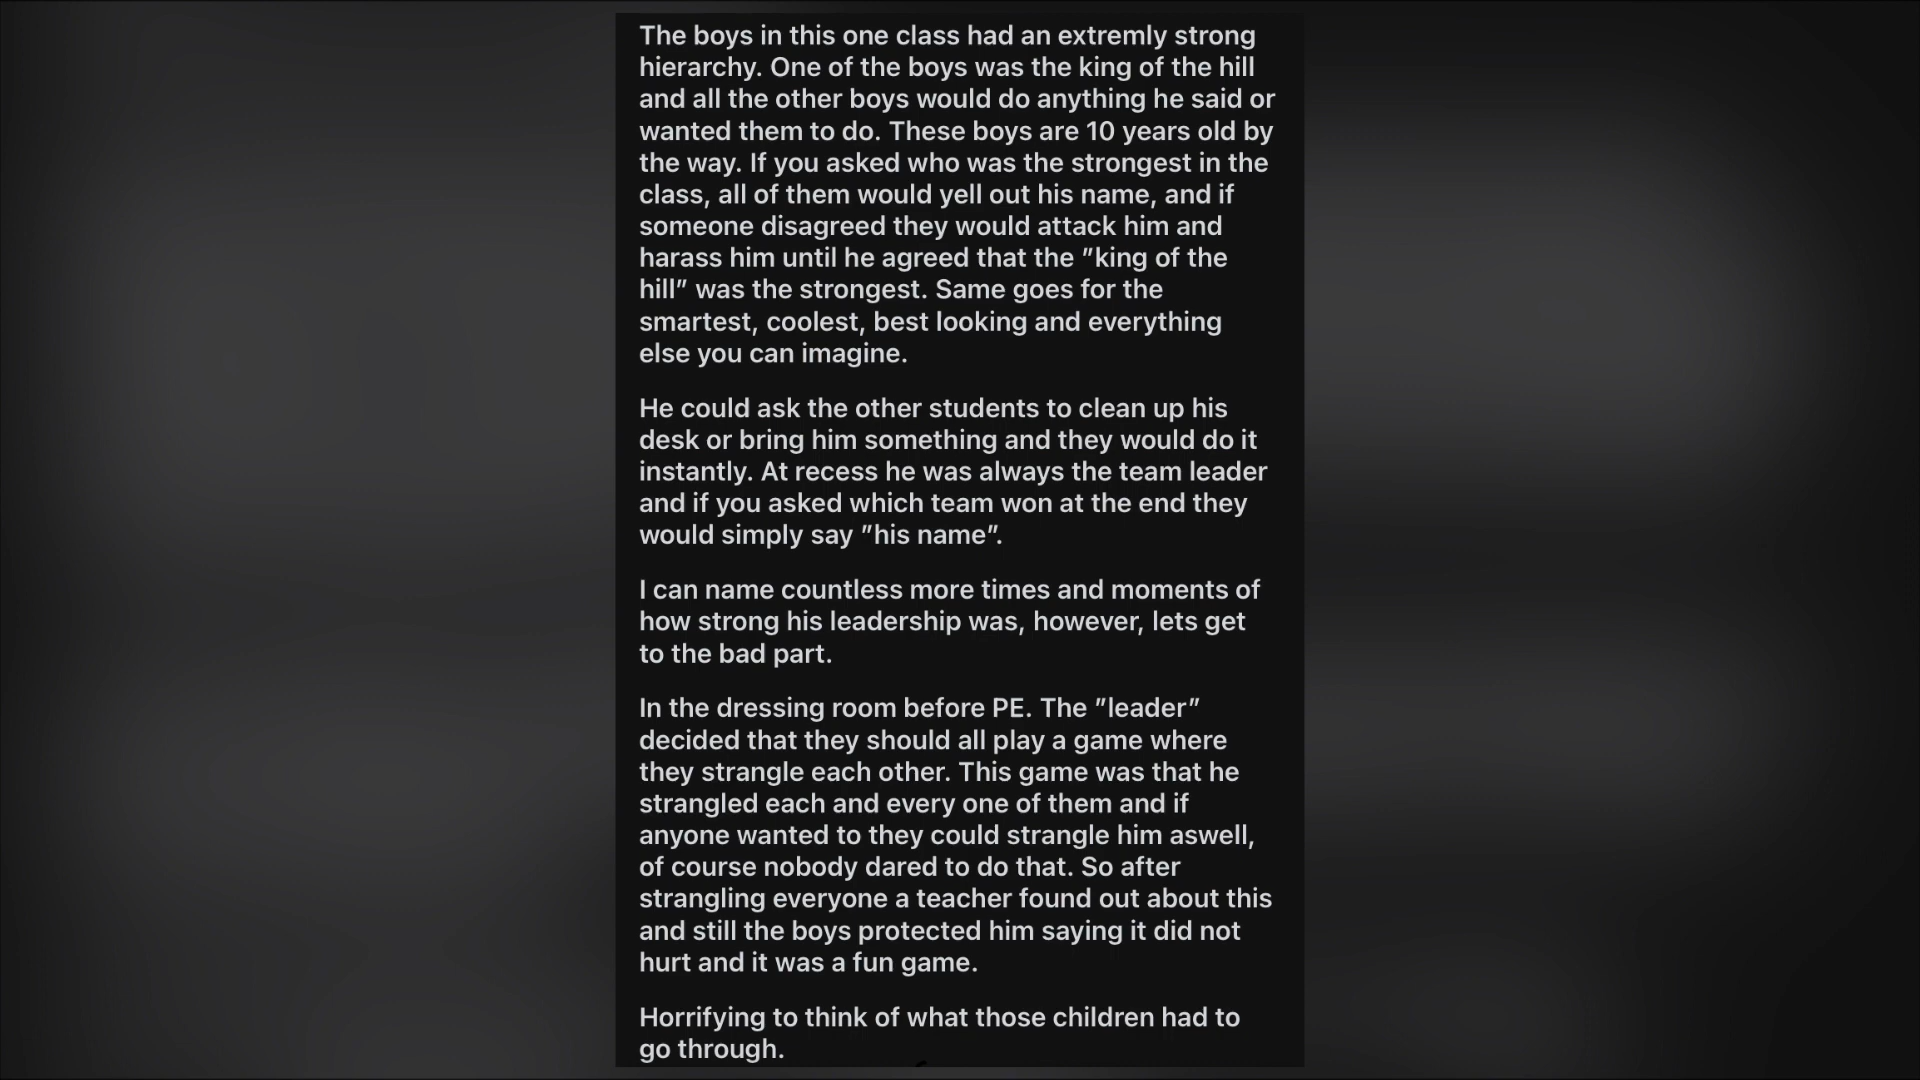 The boys in this one class had an extremly strong
hierarchy. One of the boys was the king of the hill
and all the other boys would do anything he said or
wanted them to do. These boys are 10 years old by
the way. If you asked who was the strongest in the
class, all of them would yell out his name, and if
someone disagreed they would attack him and
harass him until he agreed that the ”king of the
hill” was the strongest. Same goes for the
smartest, coolest, best looking and everything
else you can imagine.
He could ask the other students to clean up his
desk or bring him something and they would do it
instantly. At recess he was always the team leader
and if you asked which team won at the end they
would simply say ”his name”.
I can name countless more times and moments of
how strong his leadership was, however, lets get
to the bad part.
In the dressing room before PE. The ”leader”
decided that they should all play a game where
they strangle each other. This game was that he
strangled each and every one of them and if
anyone wanted to they could strangle him aswell,
of course nobody dared to do that. So after
strangling everyone a teacher found out about this
and still the boys protected him saying it did not
hurt and it was a fun game.
Horrifying to think of what those children had to
go through.